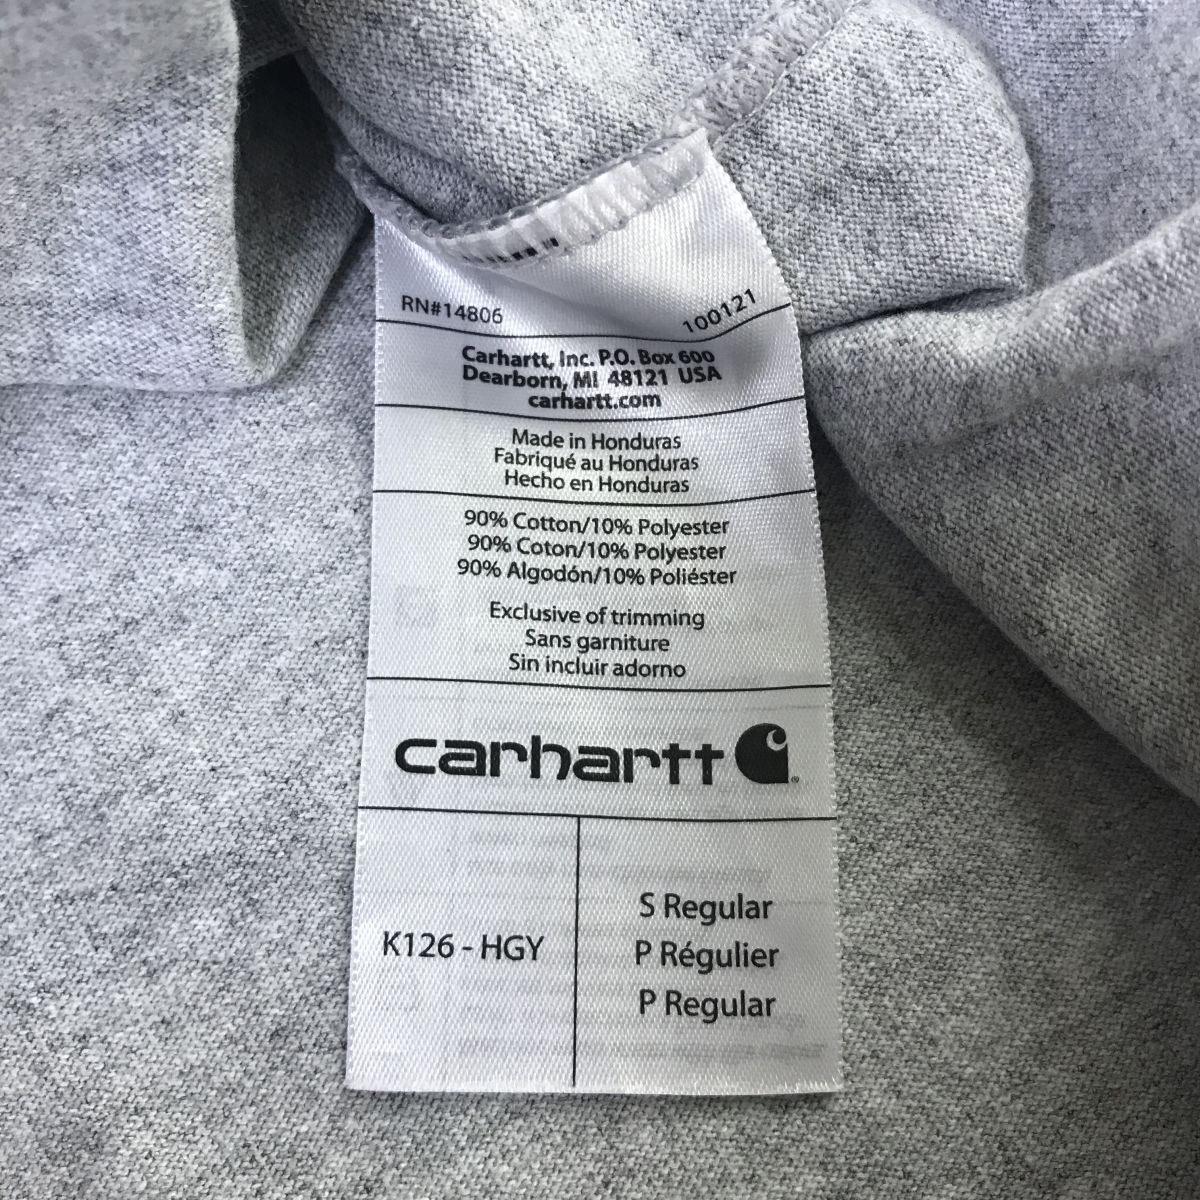 RN#14806 100121
Carhartt, Inc. P.O. Box 600
Dearborn, MI 48121 USA
carhartt.com
Made in Honduras
Fabriqué au Honduras
Hecho en Honduras
90% Cotton/10% Polyester
90% Coton/10% Polyester
90% Algodón/10% Poliéster
Exclusive of trimming
Sans garniture
Sin incluir adorno
carhartt
K126 - HGY
S Regular
P Régulier
P Regular